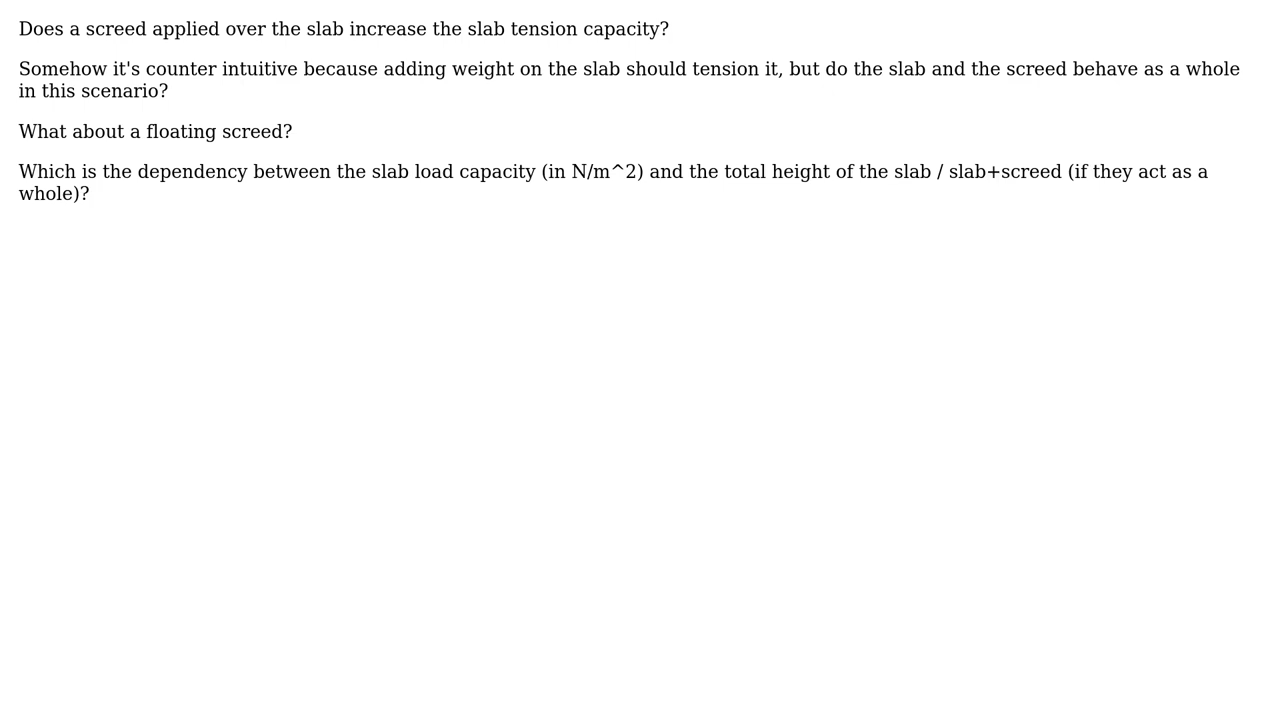 Does a screed applied over the slab increase the slab tension capacity?
Somehow it's counter intuitive because adding weight on the slab should tension it, but do the slab and the screed behave as a whole
in this scenario?
What about a floating screed?
Which is the dependency between the slab load capacity (in N/m^2) and the total height of the slab / slab+screed (if they act as a
whole)?